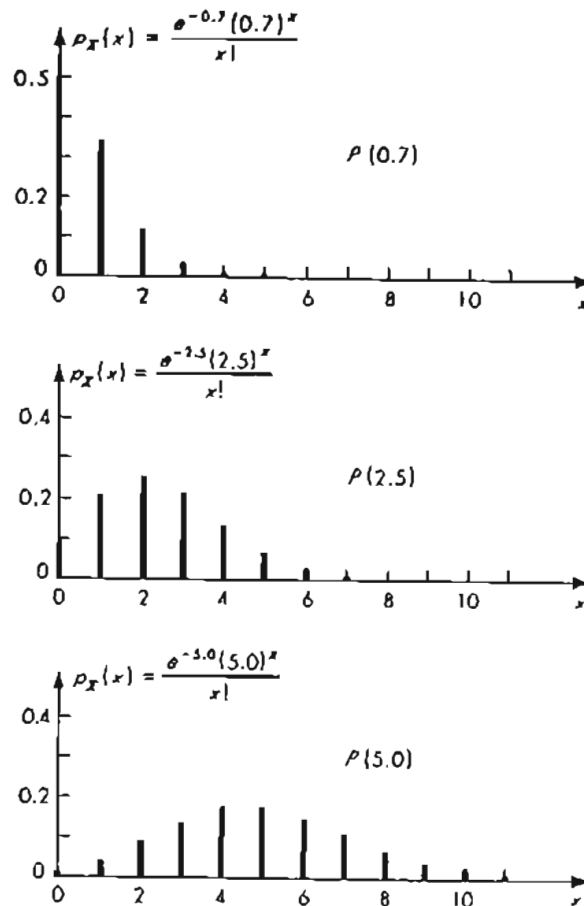 p_X(x) = e^{-0.7}(0.7)^x / x!
0.5
P(0.7)
0.2
0
0 2 4 6 8 10 x
p_X(x) = e^{-2.5}(2.5)^x / x!
0.4
P(2.5)
0.2
0
0 2 4 6 8 10 x
p_X(x) = e^{-5.0}(5.0)^x / x!
0.4
P(5.0)
0.2
0
0 2 4 6 8 10 x